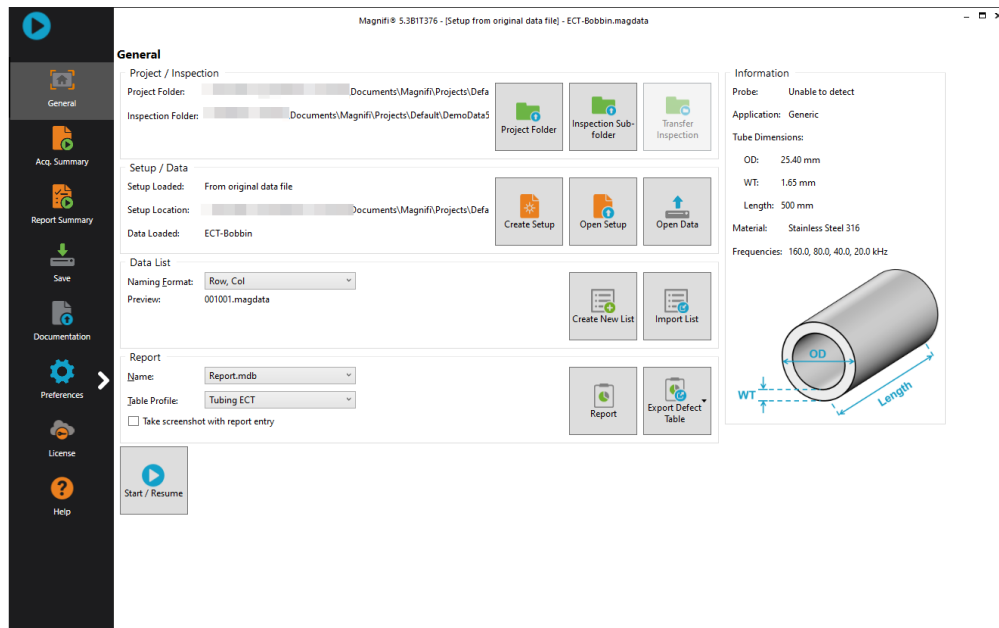 Magnifi® 5.3B1T376 - [Setup from original data file] - ECT-Bobbin.magdata
General
Acq. Summary
Report Summary
Save
Documentation
Preferences
License
Help
General
Project / Inspection
Project Folder: Documents\Magnifi\Projects\Defa
Inspection Folder: Documents\Magnifi\Projects\Default\DemoData5
Project Folder
Inspection Sub-
folder
Transfer
Inspection
Setup / Data
Setup Loaded: From original data file
Setup Location: Documents\Magnifi\Projects\Defa
Data Loaded: ECT-Bobbin
Create Setup
Open Setup
Open Data
Data List
Naming Format: Row, Col
Preview: 001001.magdata
Create New List
Import List
Report
Name: Report.mdb
Table Profile: Tubing ECT
Take screenshot with report entry
Report
Export Defect
Table
Start / Resume
Information
Probe: Unable to detect
Application: Generic
Tube Dimensions:
OD: 25.40 mm
WT: 1.65 mm
Length: 500 mm
Material: Stainless Steel 316
Frequencies: 160.0, 80.0, 40.0, 20.0 kHz
OD
WT
Length